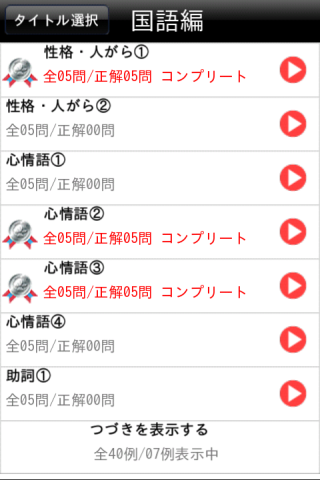 タイトル選択
国語編
性格・人がら①
全05問/正解05問 コンプリート
性格・人がら②
全05問/正解00問
心情語①
全05問/正解00問
心情語②
全05問/正解05問 コンプリート
心情語③
全05問/正解05問 コンプリート
心情語④
全05問/正解00問
助詞①
全05問/正解00問
つづきを表示する
全40例/07例表示中